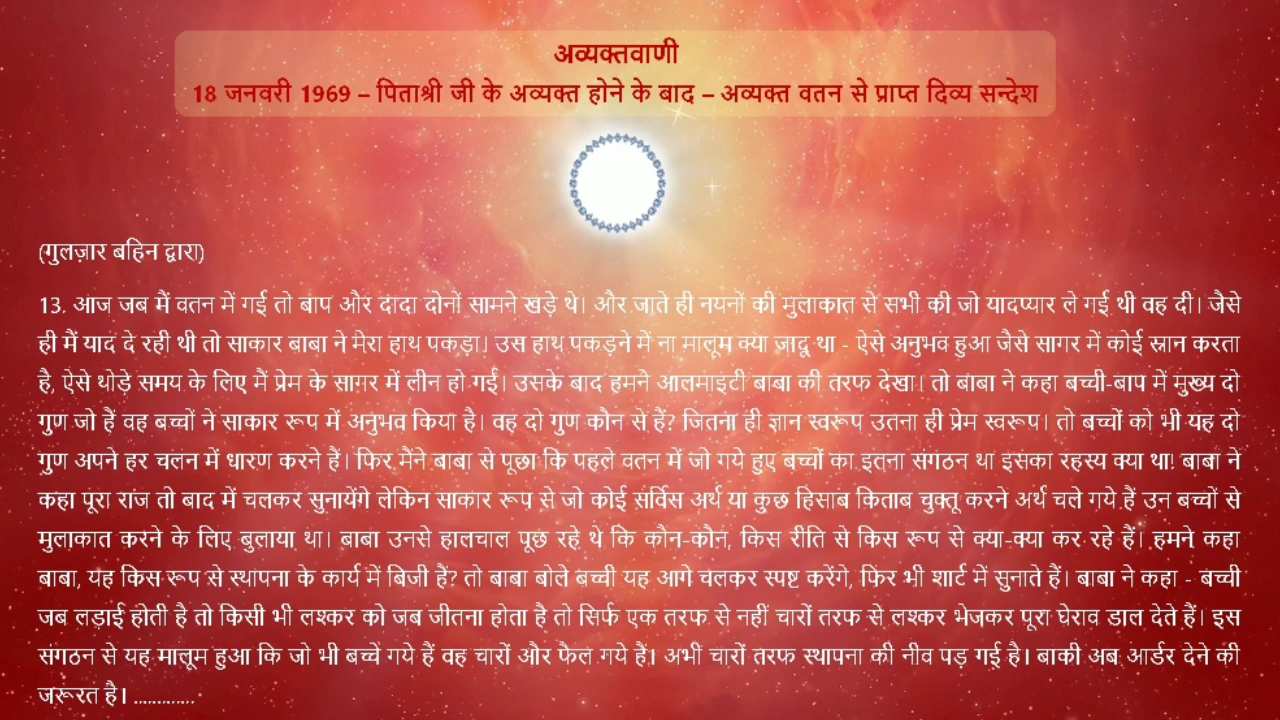 अव्यक्तवाणी
18 जनवरी 1969 – पिताश्री जी के अव्यक्त होने के बाद – अव्यक्त वतन से प्राप्त दिव्य सन्देश
(गुलज़ार बहिन द्वारा)
13. आज जब मैं वतन में गई तो बाप और दादा दोनों सामने खड़े थे। और जाते ही नयनों की मुलाकात से सभी की जो यादप्यार ले गई थी वह दी। जैसे
ही मैं याद दे रही थी तो साकार बाबा ने मेरा हाथ पकड़ा। उस हाथ पकड़ने में ना मालूम क्या जादू था - ऐसे अनुभव हुआ जैसे सागर में कोई स्नान करता
है, ऐसे थोड़े समय के लिए मैं प्रेम के सागर में लीन हो गई। उसके बाद हमने आलमाइटी बाबा की तरफ देखा। तो बाबा ने कहा बच्ची-बाप में मुख्य दो
गुण जो हैं वह बच्चों ने साकार रूप में अनुभव किया है। वह दो गुण कौन से हैं? जितना ही ज्ञान स्वरूप उतना ही प्रेम स्वरूप। तो बच्चों को भी यह दो
गुण अपने हर चलन में धारण करने हैं। फिर मैंने बाबा से पूछा कि पहले वतन में जो गये हुए बच्चों का इतना संगठन था इसका रहस्य क्या था! बाबा ने
कहा पूरा राज तो बाद में चलकर सुनायेंगे लेकिन साकार रूप से जो कोई सर्विस अर्थ या कुछ हिसाब किताब चुक्तू करने अर्थ चले गये हैं उन बच्चों से
मुलाकात करने के लिए बुलाया था। बाबा उनसे हालचाल पूछ रहे थे कि कौन-कौन, किस रीति से किस रूप से क्या-क्या कर रहे हैं। हमने कहा
बाबा, यह किस रूप से स्थापना के कार्य में बिजी हैं? तो बाबा बोले बच्ची यह आगे चलकर स्पष्ट करेंगे, फिर भी शार्ट में सुनाते हैं। बाबा ने कहा - बच्ची
जब लड़ाई होती है तो किसी भी लश्कर को जब जीतना होता है तो सिर्फ एक तरफ से नहीं चारों तरफ से लश्कर भेजकर पूरा घेराव डाल देते हैं। इस
संगठन से यह मालूम हुआ कि जो भी बच्चें गये हैं वह चारों और फैल गये हैं। अभी चारों तरफ स्थापना की नींव पड़ गई है। बाकी अब आर्डर देने की
जरूरत है। ............